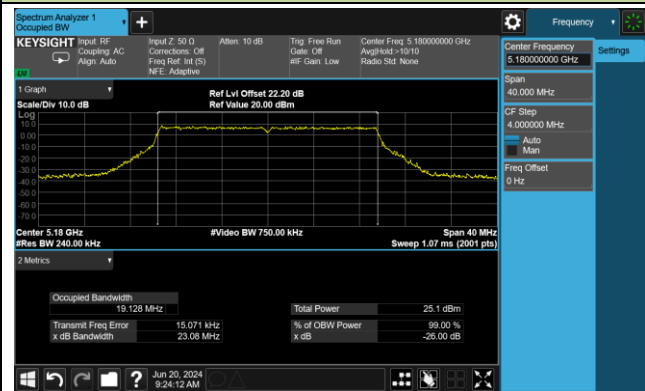 Spectrum Analyzer 1
Occupied BW
+
Frequency
KEYSIGHT
Input: RF
Coupling: AC
Align: Auto
Input Z: 50 Ω
Corrections: Off
Freq Ref: Int (S)
NFE: Adaptive
Atten: 10 dB
Trig: Free Run
Gate: Off
#IF Gain: Low
Center Freq: 5.180000000 GHz
Avg|Hold:>10/10
Radio Std: None
Center Frequency
5.180000000 GHz
Settings
Span
40.000 MHz
CF Step
4.000000 MHz
Auto
Man
Freq Offset
0 Hz
1 Graph
Scale/Div 10.0 dB
Ref Lvl Offset 22.20 dB
Ref Value 20.00 dBm
Log
10.0
0.00
-10.0
-20.0
-30.0
-40.0
-50.0
-60.0
-70.0
Center 5.18 GHz
#Video BW 750.00 kHz
Span 40 MHz
#Res BW 240.00 kHz
Sweep 1.07 ms (2001 pts)
2 Metrics
Occupied Bandwidth
19.128 MHz
Total Power
25.1 dBm
Transmit Freq Error
15.071 kHz
% of OBW Power
99.00 %
x dB Bandwidth
23.08 MHz
x dB
-26.00 dB
?
Jun 20, 2024
9:24:12 AM